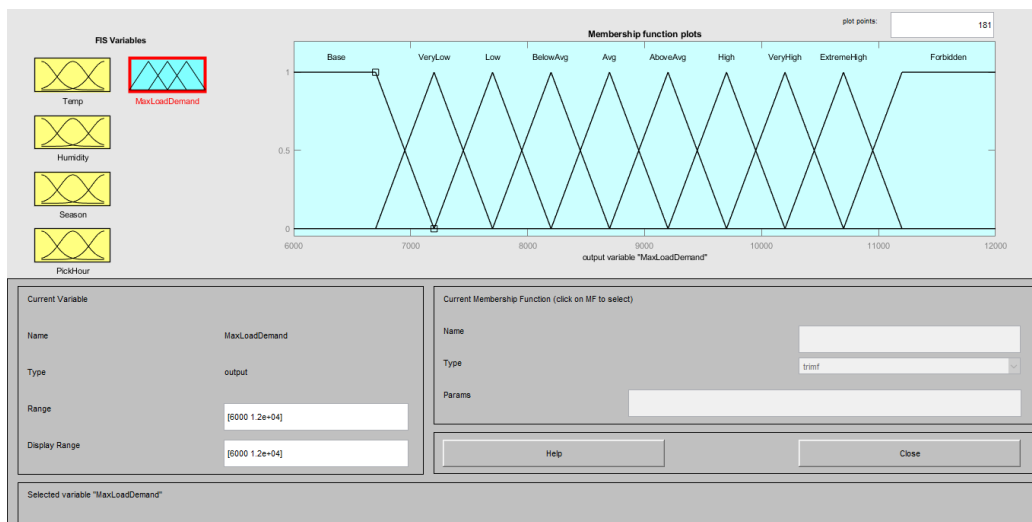 plot points: 181
FIS Variables
Membership function plots
Temp
MaxLoadDemand
Humidity
Season
PickHour
Base VeryLow Low BelowAvg Avg AboveAvg High VeryHigh ExtremeHigh Forbidden
1
0.5
0
6000 7000 8000 9000 10000 11000 12000
output variable "MaxLoadDemand"
Current Variable
Name MaxLoadDemand
Type output
Range [6000 1.2e+04]
Display Range [6000 1.2e+04]
Current Membership Function (click on MF to select)
Name
Type trimf
Params
Help Close
Selected variable "MaxLoadDemand"